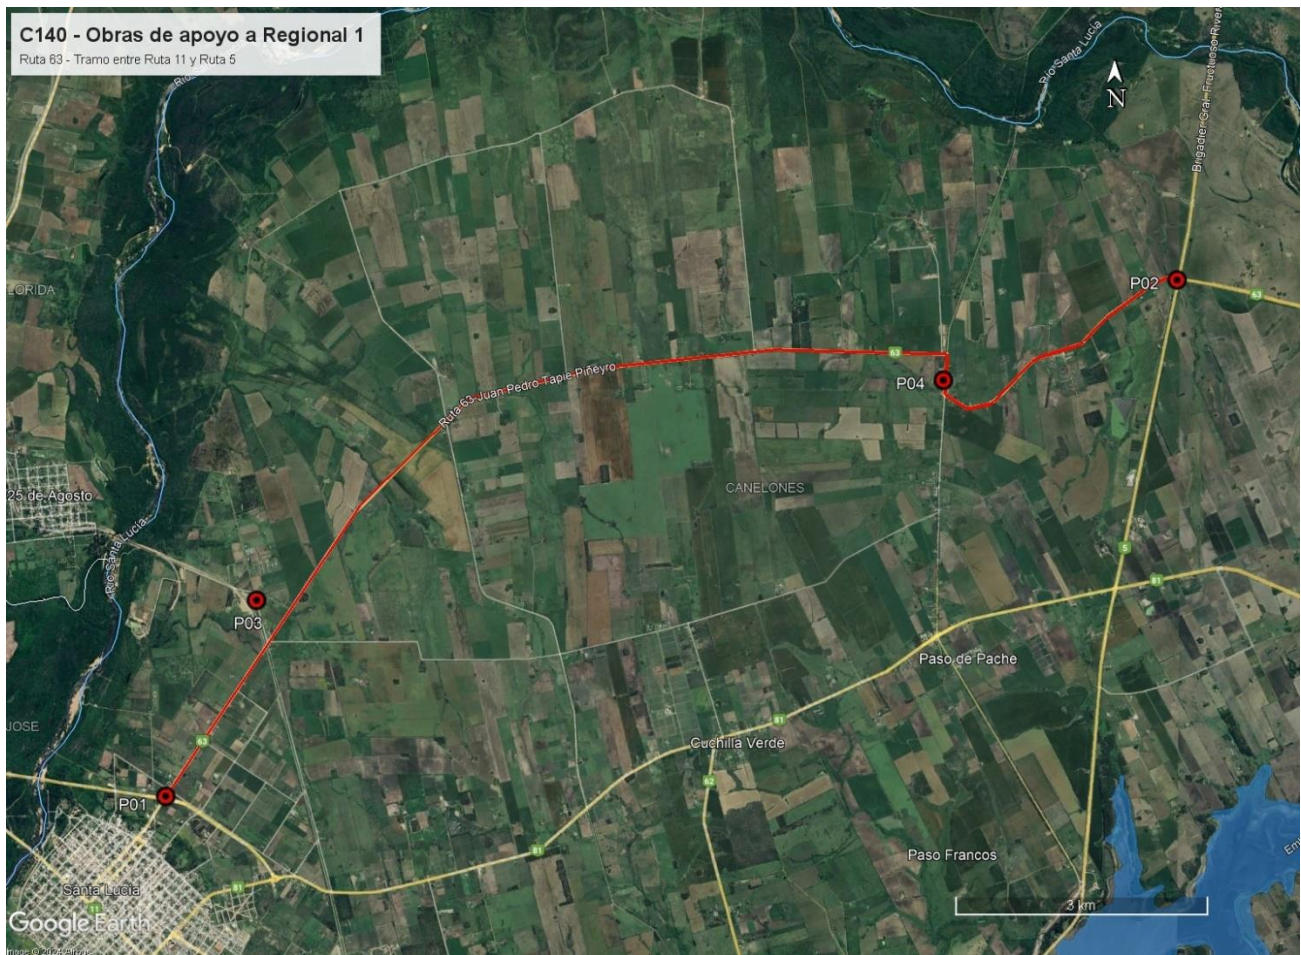 C140 - Obras de apoyo a Regional 1
Ruta 63 - Tramo entre Ruta 11 y Ruta 5
Río Santa Lucía
N
Brigadier Gral. Fructuoso River
P02
63
LORIDA
63
P04
Ruta 63 Juan Pedro Tapie Piñeyro
25 de Agosto
CANELONES
Río Santa Lucía
5
81
P03
Paso de Pache
JOSE
63
81
Cuchilla Verde
62
P01
81
Paso Francos
Santa Lucía
81
11
3 km
Google Earth